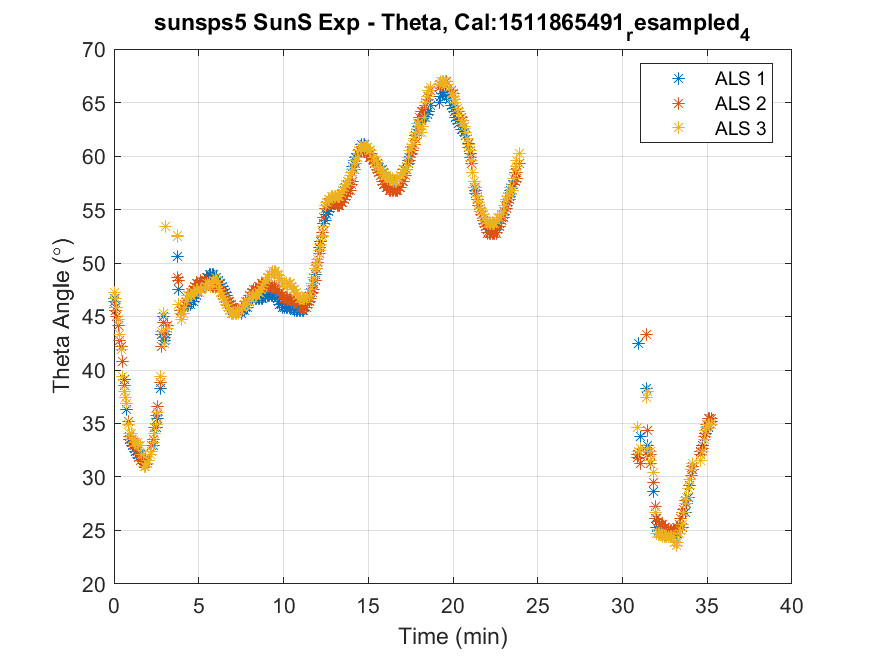 sunsps5 SunS Exp - Theta, Cal:1511865491resampled4
ALS 1
ALS 2
ALS 3
70
65
60
55
50
45
40
35
30
25
20
Theta Angle (°)
0 5 10 15 20 25 30 35 40
Time (min)